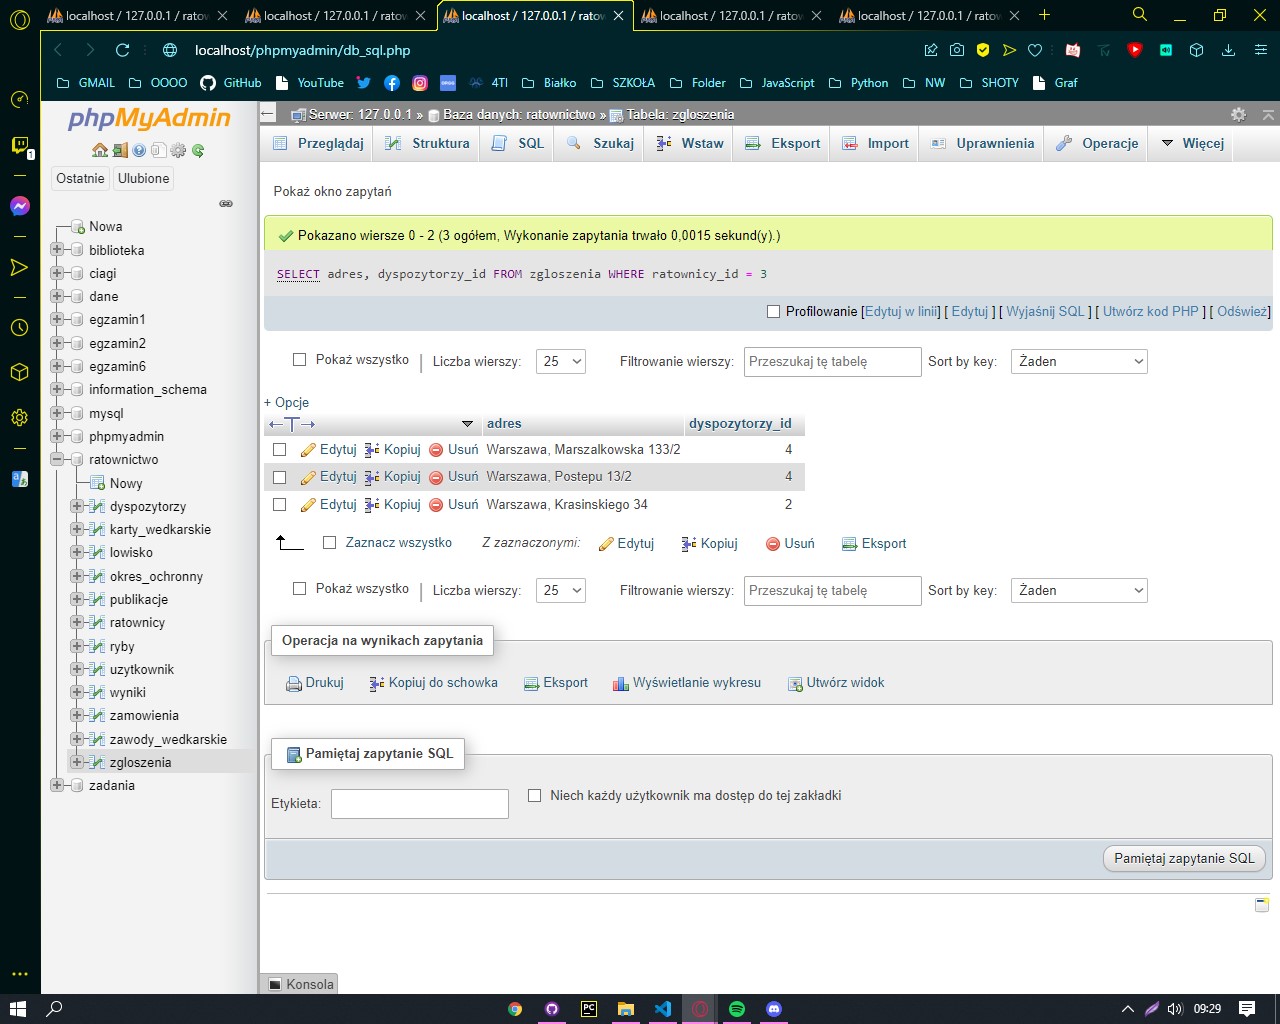 localhost / 127.0.0.1 / ratow
localhost / 127.0.0.1 / ratow
localhost / 127.0.0.1 / ratow
localhost / 127.0.0.1 / ratow
localhost / 127.0.0.1 / ratow
localhost/phpmyadmin/db_sql.php
GMAIL OOOO GitHub YouTube 4TI Białko SZKOŁA Folder JavaScript Python NW SHOTY Graf
1
phpMyAdmin
Ostatnie Ulubione
Nowa
biblioteka
ciagi
dane
egzamin1
egzamin2
egzamin6
information_schema
mysql
phpmyadmin
ratownictwo
Nowy
dyspozytorzy
karty_wedkarskie
lowisko
okres_ochronny
publikacje
ratownicy
ryby
uzytkownik
wyniki
zamowienia
zawody_wedkarskie
zgloszenia
zadania
Serwer: 127.0.0.1 » Baza danych: ratownictwo » Tabela: zgloszenia
Przeglądaj Struktura SQL Szukaj Wstaw Eksport Import Uprawnienia Operacje Więcej
Pokaż okno zapytań
Pokazano wiersze 0 - 2 (3 ogółem, Wykonanie zapytania trwało 0,0015 sekund(y).)
SELECT adres, dyspozytorzy_id FROM zgloszenia WHERE ratownicy_id = 3
Profilowanie [Edytuj w linii] [ Edytuj ] [ Wyjaśnij SQL ] [ Utwórz kod PHP ] [ Odśwież]
Pokaż wszystko | Liczba wierszy: 25 Filtrowanie wierszy: Przeszukaj tę tabelę Sort by key: Żaden
+ Opcje
←T→ adres dyspozytorzy_id
Edytuj Kopiuj Usuń Warszawa, Marszalkowska 133/2 4
Edytuj Kopiuj Usuń Warszawa, Postepu 13/2 4
Edytuj Kopiuj Usuń Warszawa, Krasinskiego 34 2
Zaznacz wszystko Z zaznaczonymi: Edytuj Kopiuj Usuń Eksport
Pokaż wszystko | Liczba wierszy: 25 Filtrowanie wierszy: Przeszukaj tę tabelę Sort by key: Żaden
Operacja na wynikach zapytania
Drukuj Kopiuj do schowka Eksport Wyświetlanie wykresu Utwórz widok
Pamiętaj zapytanie SQL
Etykieta: Niech każdy użytkownik ma dostęp do tej zakładki
Pamiętaj zapytanie SQL
Konsola
PC
09:29